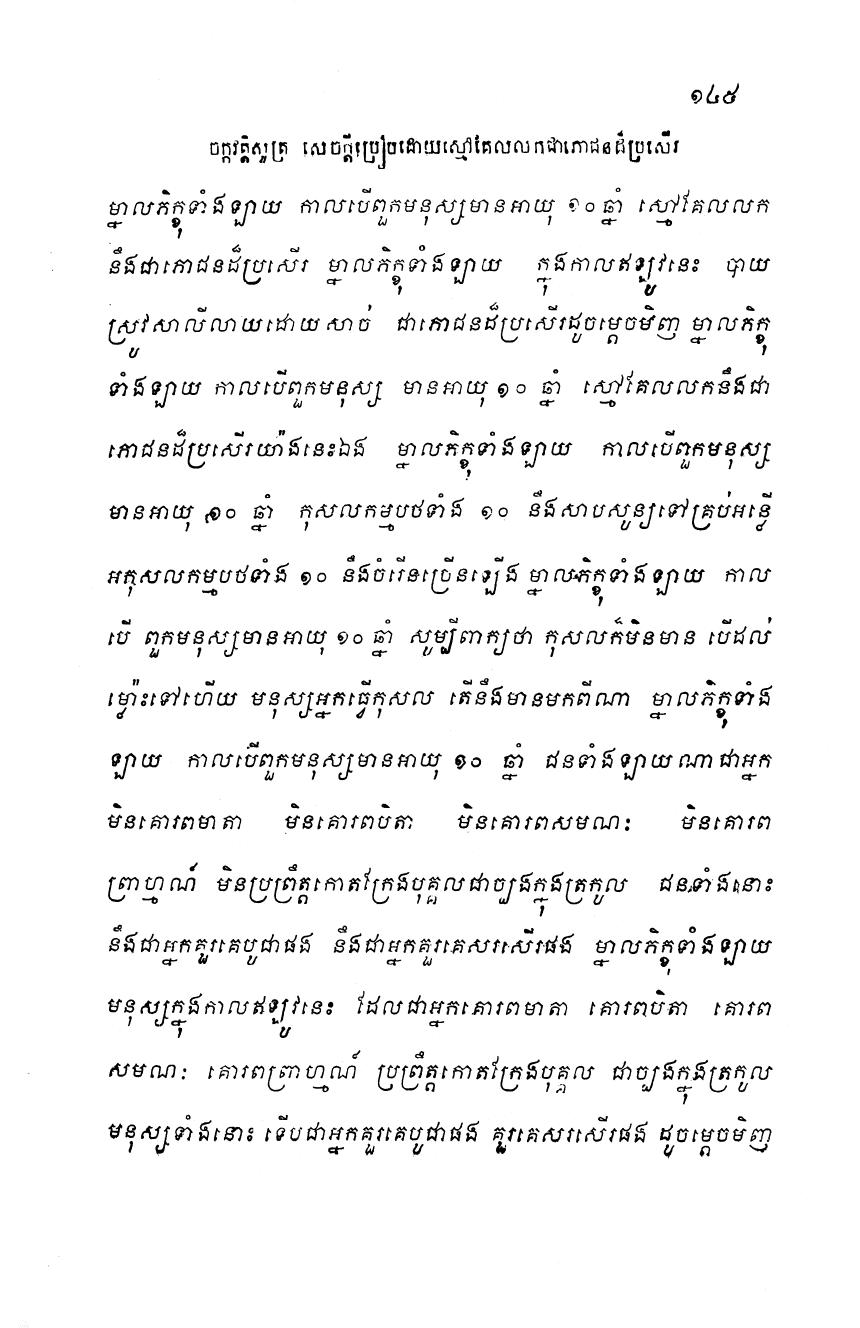 ១៤៥
ចក្កវត្តិសូត្រ សេចក្តីប្រៀបដោយស្មៅគែលលកជាភោជនដ៏ប្រសើរ
ម្នាលភិក្ខុទាំងឡាយ កាលបើពួកមនុស្សមានអាយុ ១០ ឆ្នាំ ស្មៅគែលលក
នឹងជាភោជនដ៏ប្រសើរ ម្នាលភិក្ខុទាំងឡាយ ក្នុងកាលឥឡូវនេះ បាយ
ស្រូវសាលីលាយដោយសាច់ ជាភោជនដ៏ប្រសើរដូចម្តេចមិញ ម្នាលភិក្ខុ
ទាំងឡាយ កាលបើពួកមនុស្ស មានអាយុ ១០ ឆ្នាំ ស្មៅគែលលកនឹងជា
ភោជនដ៏ប្រសើរយ៉ាងនេះឯង ម្នាលភិក្ខុទាំងឡាយ កាលបើពួកមនុស្ស
មានអាយុ ១០ ឆ្នាំ កុសលកម្មបថទាំង ១០ នឹងសាបសូន្យទៅគ្រប់អន្លើ
អកុសលកម្មបថទាំង ១០ នឹងចំរើនច្រើនឡើង ម្នាលភិក្ខុទាំងឡាយ កាល
បើ ពួកមនុស្សមានអាយុ ១០ ឆ្នាំ សូម្បីពាក្យថា កុសលក៏មិនមាន បើដល់
ម្ល៉ោះទៅហើយ មនុស្សអ្នកធ្វើកុសល តើនឹងមានមកពីណា ម្នាលភិក្ខុទាំង
ឡាយ កាលបើពួកមនុស្សមានអាយុ ១០ ឆ្នាំ ជនទាំងឡាយណាជាអ្នក
មិនគោរពមាតា មិនគោរពបិតា មិនគោរពសមណៈ មិនគោរព
ព្រាហ្មណ៍ មិនប្រព្រឹត្តកោតក្រែងបុគ្គលជាច្បងក្នុងត្រកូល ជនទាំងនោះ
នឹងជាអ្នកគួរគេបូជាផង នឹងជាអ្នកគួរគេសរសើរផង ម្នាលភិក្ខុទាំងឡាយ
មនុស្សក្នុងកាលឥឡូវនេះ ដែលជាអ្នកគោរពមាតា គោរពបិតា គោរព
សមណៈ គោរពព្រាហ្មណ៍ ប្រព្រឹត្តកោតក្រែងបុគ្គល ជាច្បងក្នុងត្រកូល
មនុស្សទាំងនោះ ទើបជាអ្នកគួរគេបូជាផង គួរគេសរសើរផង ដូចម្តេចមិញ